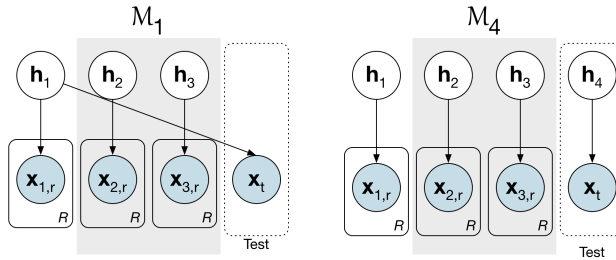 M₁
h₁ h₂ h₃
x₁,ᵣ x₂,ᵣ x₃,ᵣ xₜ
R R R
Test
M₄
h₁ h₂ h₃ h₄
x₁,ᵣ x₂,ᵣ x₃,ᵣ xₜ
R R R
Test